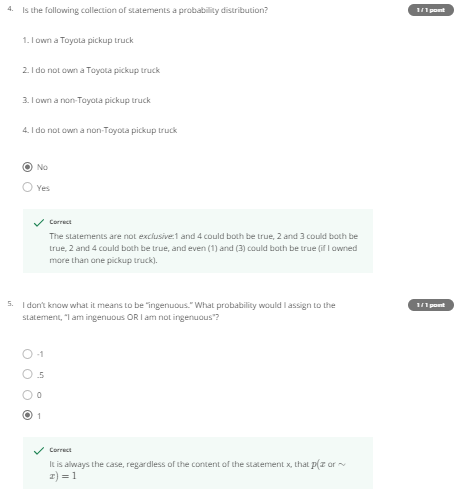 4. Is the following collection of statements a probability distribution?
1 / 1 point
1. I own a Toyota pickup truck
2. I do not own a Toyota pickup truck
3. I own a non-Toyota pickup truck
4. I do not own a non-Toyota pickup truck
No
Yes
Correct
The statements are not exclusive:1 and 4 could both be true, 2 and 3 could both be
true, 2 and 4 could both be true, and even (1) and (3) could both be true (if I owned
more than one pickup truck).
5. I don't know what it means to be "ingenuous." What probability would I assign to the
1 / 1 point
statement, "I am ingenuous OR I am not ingenuous"?
-1
.5
0
1
Correct
It is always the case, regardless of the content of the statement x, that p(x or ∼
x) = 1